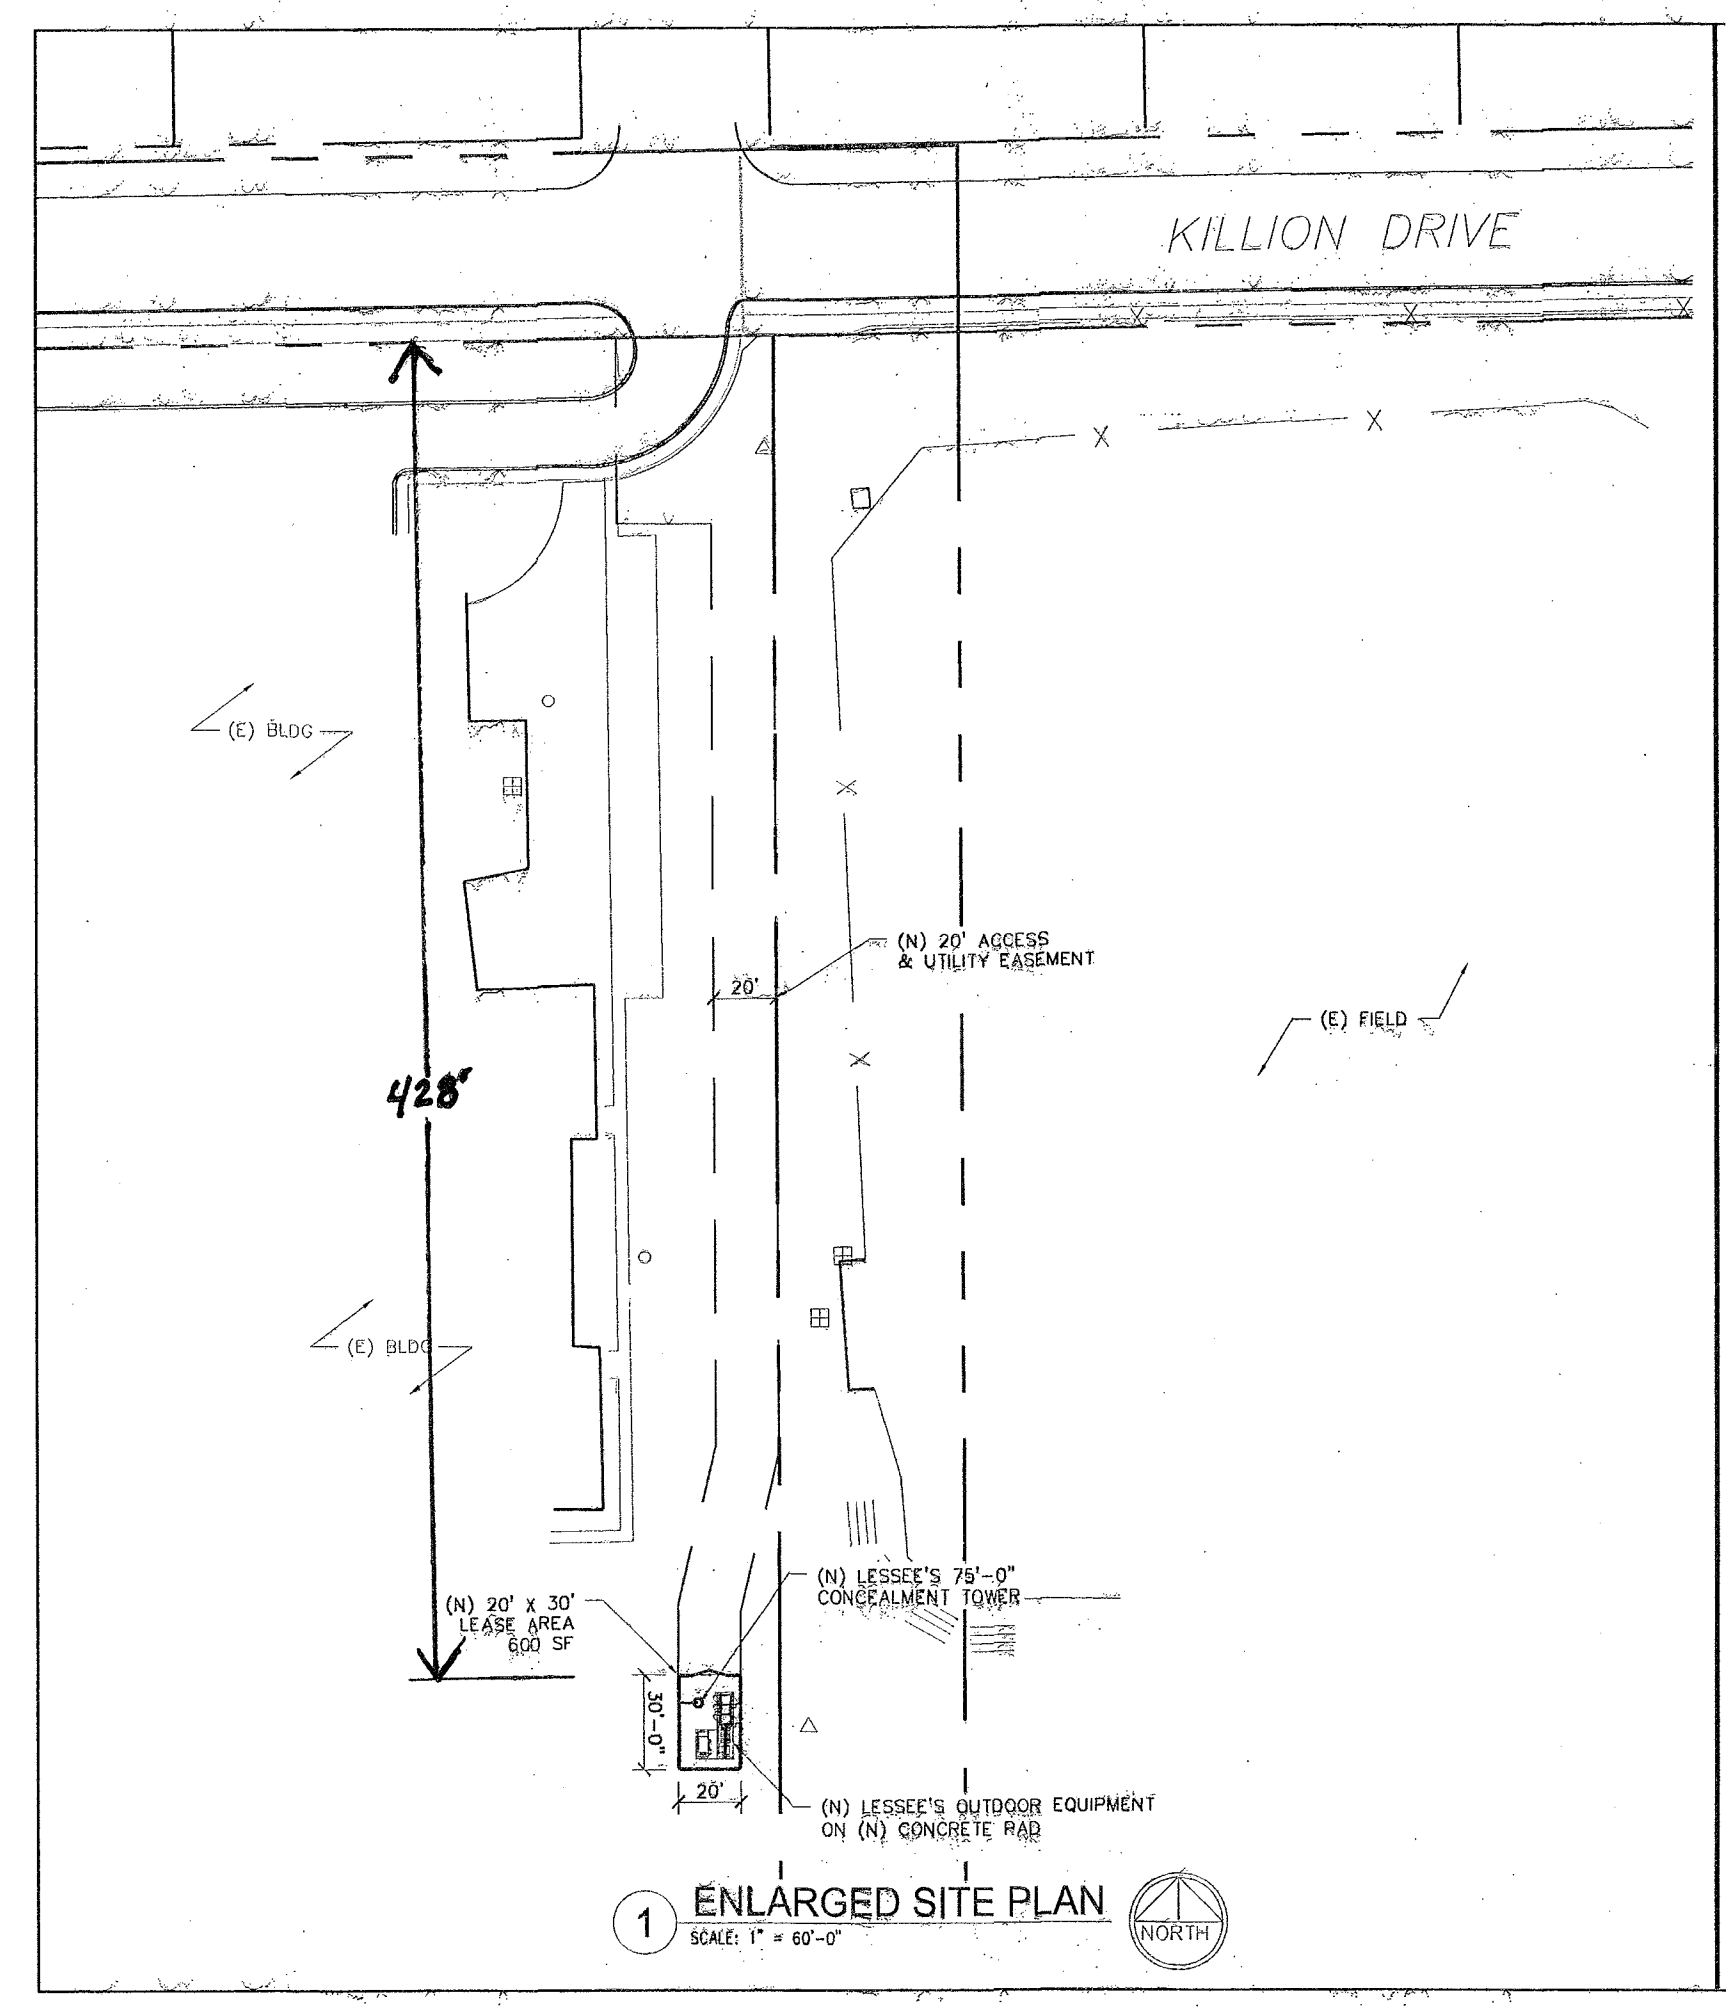 KILLION DRIVE
(E) BLDG
(N) 20' ACCESS
& UTILITY EASEMENT
20'
(E) FIELD
428'
(E) BLDG
(N) LESSEE'S 75'-0"
CONCEALMENT TOWER
(N) 20' X 30'
LEASE AREA
600 SF
30'-0"
20'
(N) LESSEE'S OUTDOOR EQUIPMENT
ON (N) CONCRETE PAD
1
ENLARGED SITE PLAN
SCALE: 1" = 60'-0"
NORTH